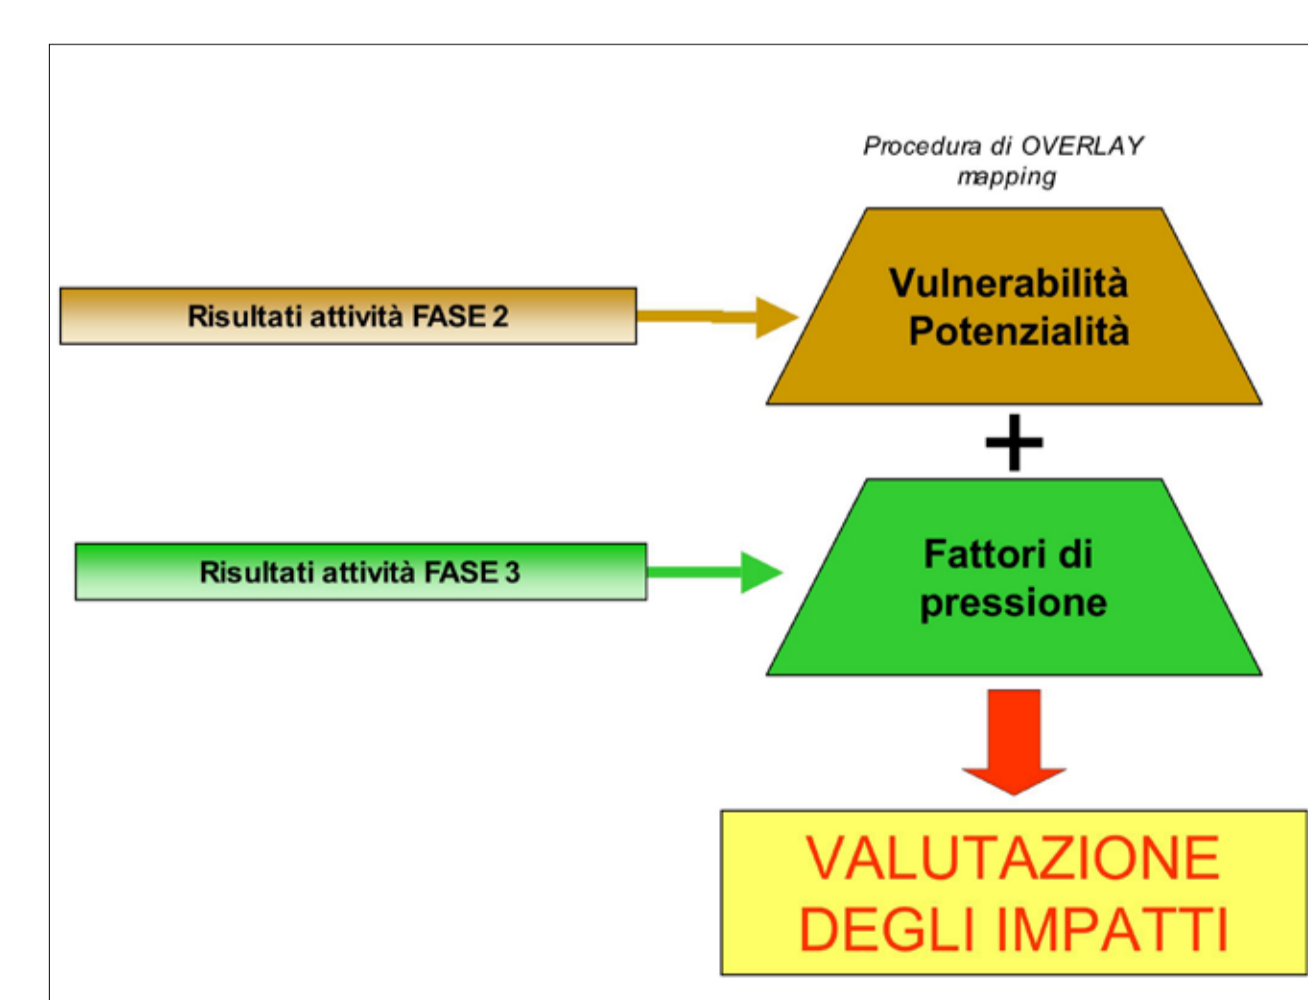 Procedura di OVERLAY
mapping
Vulnerabilità
Potenzialità
Risultati attività FASE 2
+
Fattori di
pressione
Risultati attività FASE 3
VALUTAZIONE
DEGLI IMPATTI